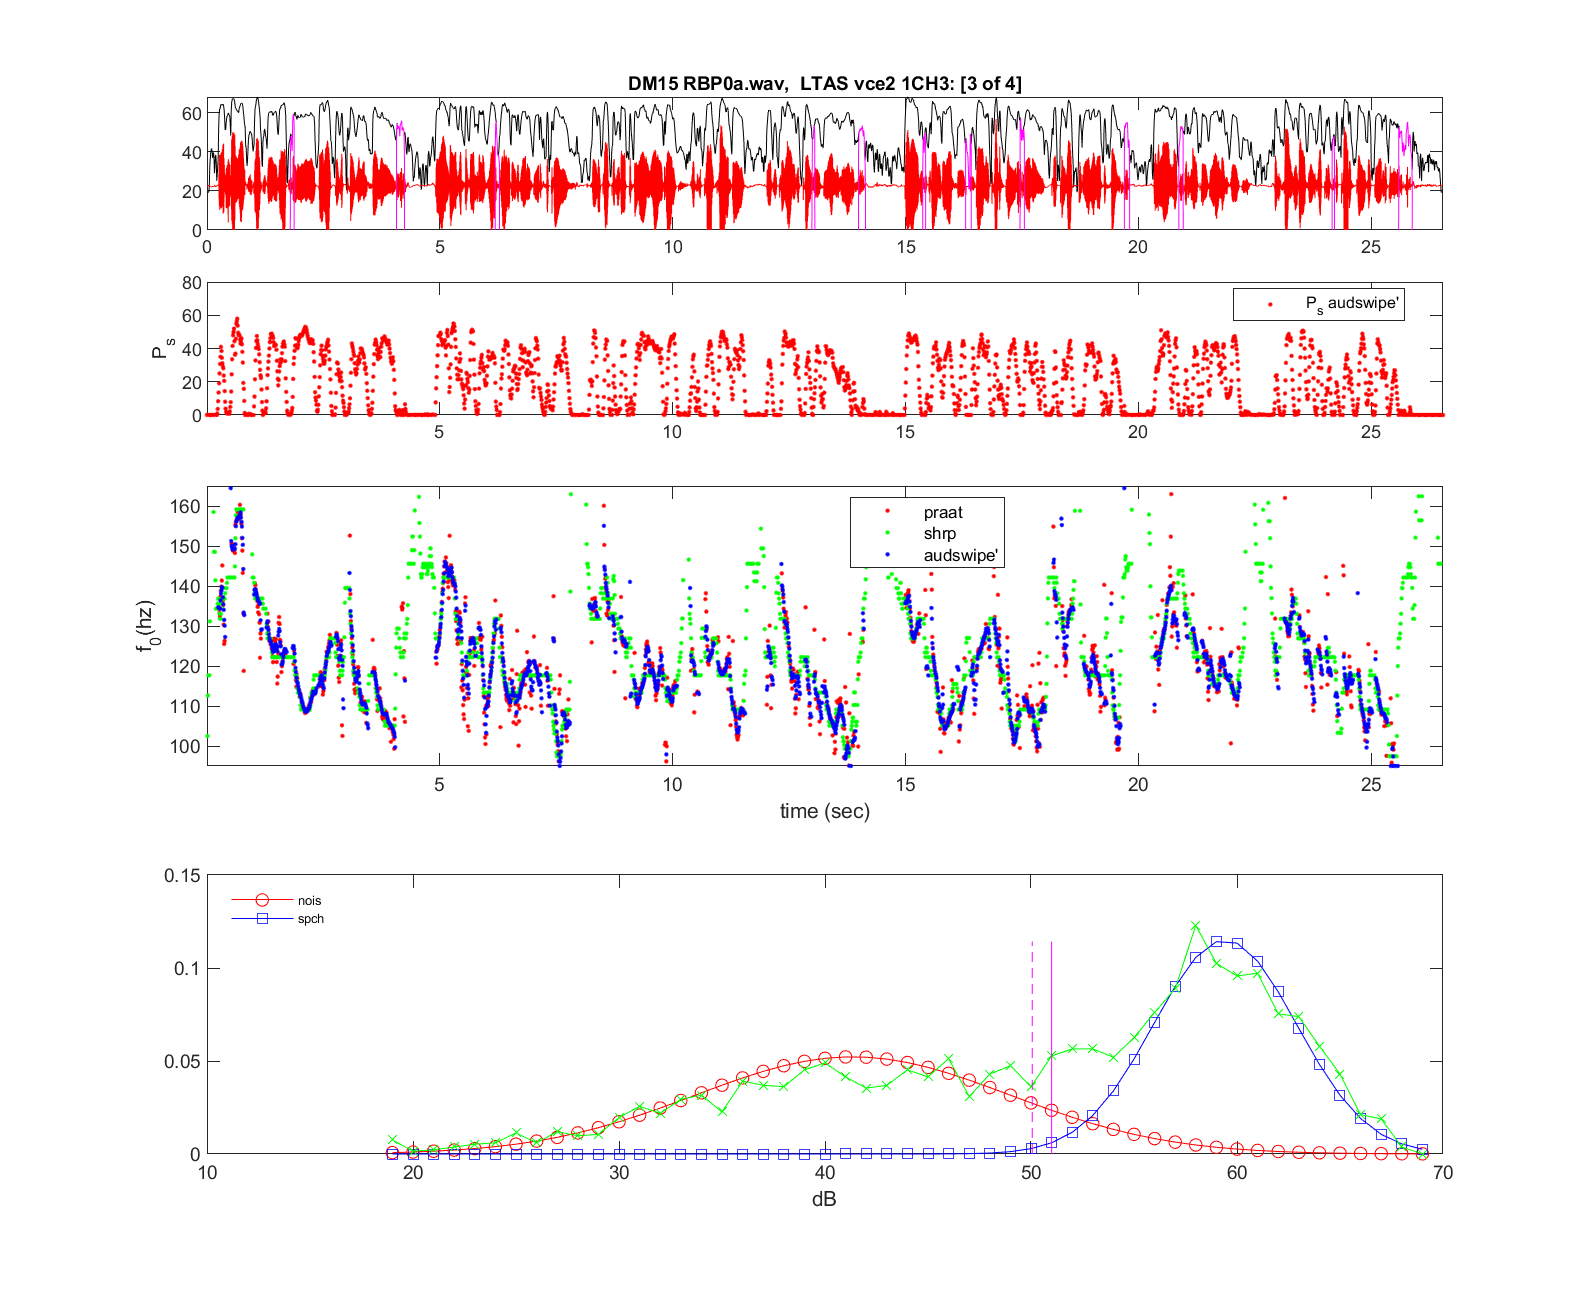 DM15 RBP0a.wav,  LTAS vce2 1CH3: [3 of 4]
60
40
20
0
0 5 10 15 20 25
80
60
40
20
0
P_s
P_s audswipe'
5 10 15 20 25
160
150
140
130
120
110
100
f_0 (hz)
praat
shrp
audswipe'
5 10 15 20 25
time (sec)
0.15
0.1
0.05
0
nois
spch
10 20 30 40 50 60 70
dB